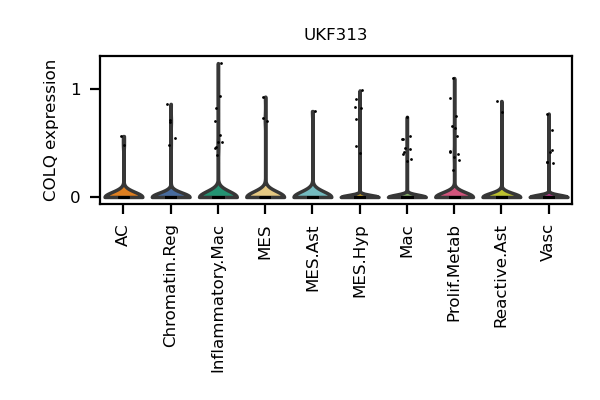 UKF313
COLQ expression
1
0
AC
Chromatin.Reg
Inflammatory.Mac
MES
MES.Ast
MES.Hyp
Mac
Prolif.Metab
Reactive.Ast
Vasc